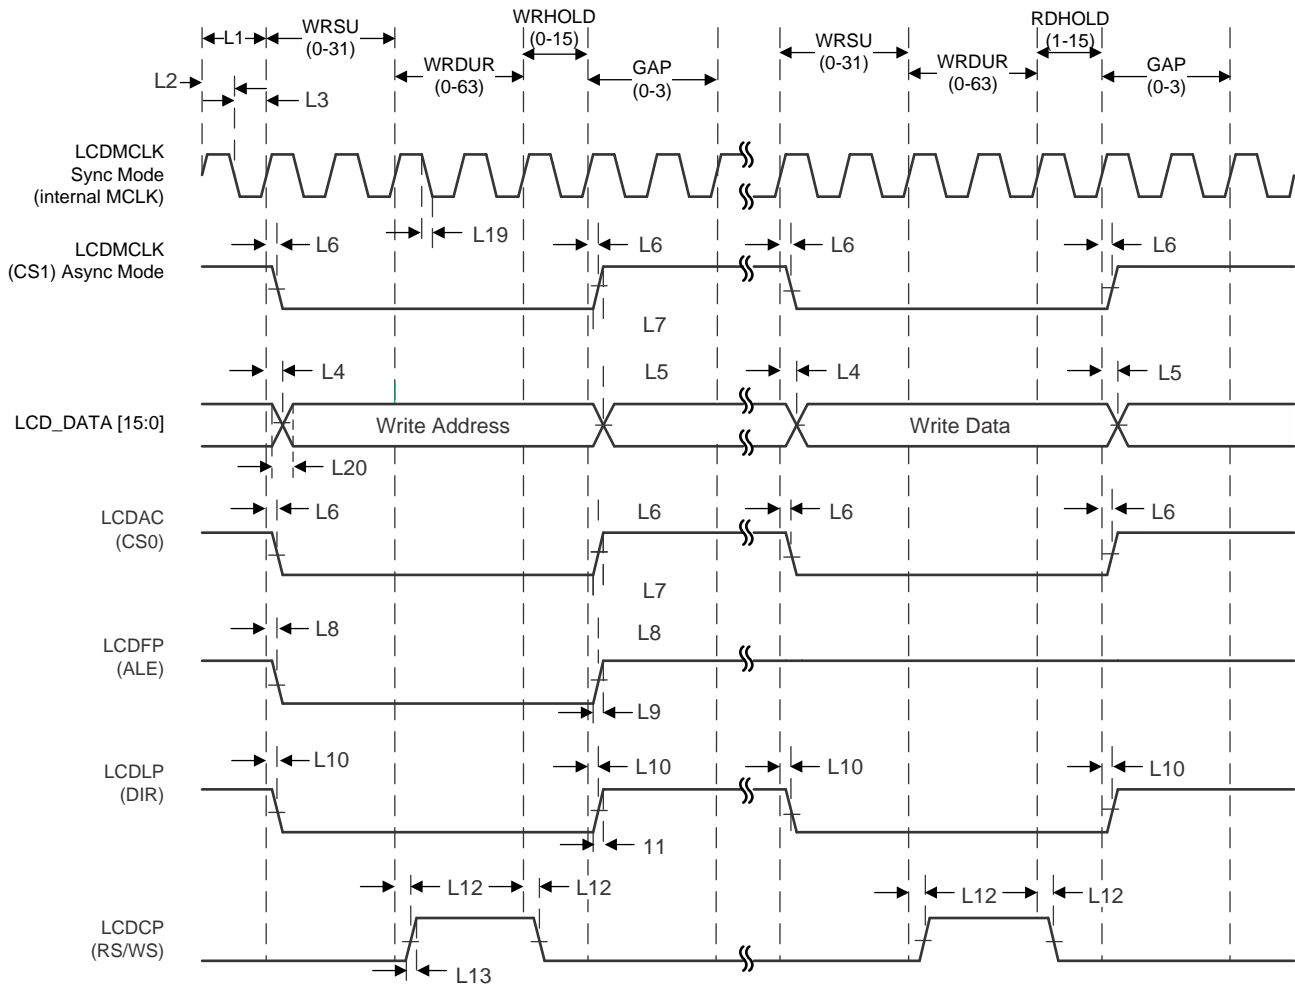 L1
WRSU
(0-31)
WRHOLD
(0-15)
WRSU
(0-31)
RDHOLD
(1-15)
L2
L3
WRDUR
(0-63)
GAP
(0-3)
WRDUR
(0-63)
GAP
(0-3)
LCDMCLK
Sync Mode
(internal MCLK)
L19
LCDMCLK
(CS1) Async Mode
L6
L6
L6
L6
L7
L4
L5
L4
L5
LCD_DATA [15:0]
Write Address
Write Data
L20
LCDAC
(CS0)
L6
L6
L6
L6
L7
LCDFP
(ALE)
L8
L8
L9
LCDLP
(DIR)
L10
L10
L10
L10
11
LCDCP
(RS/WS)
L12
L12
L12
L12
L13